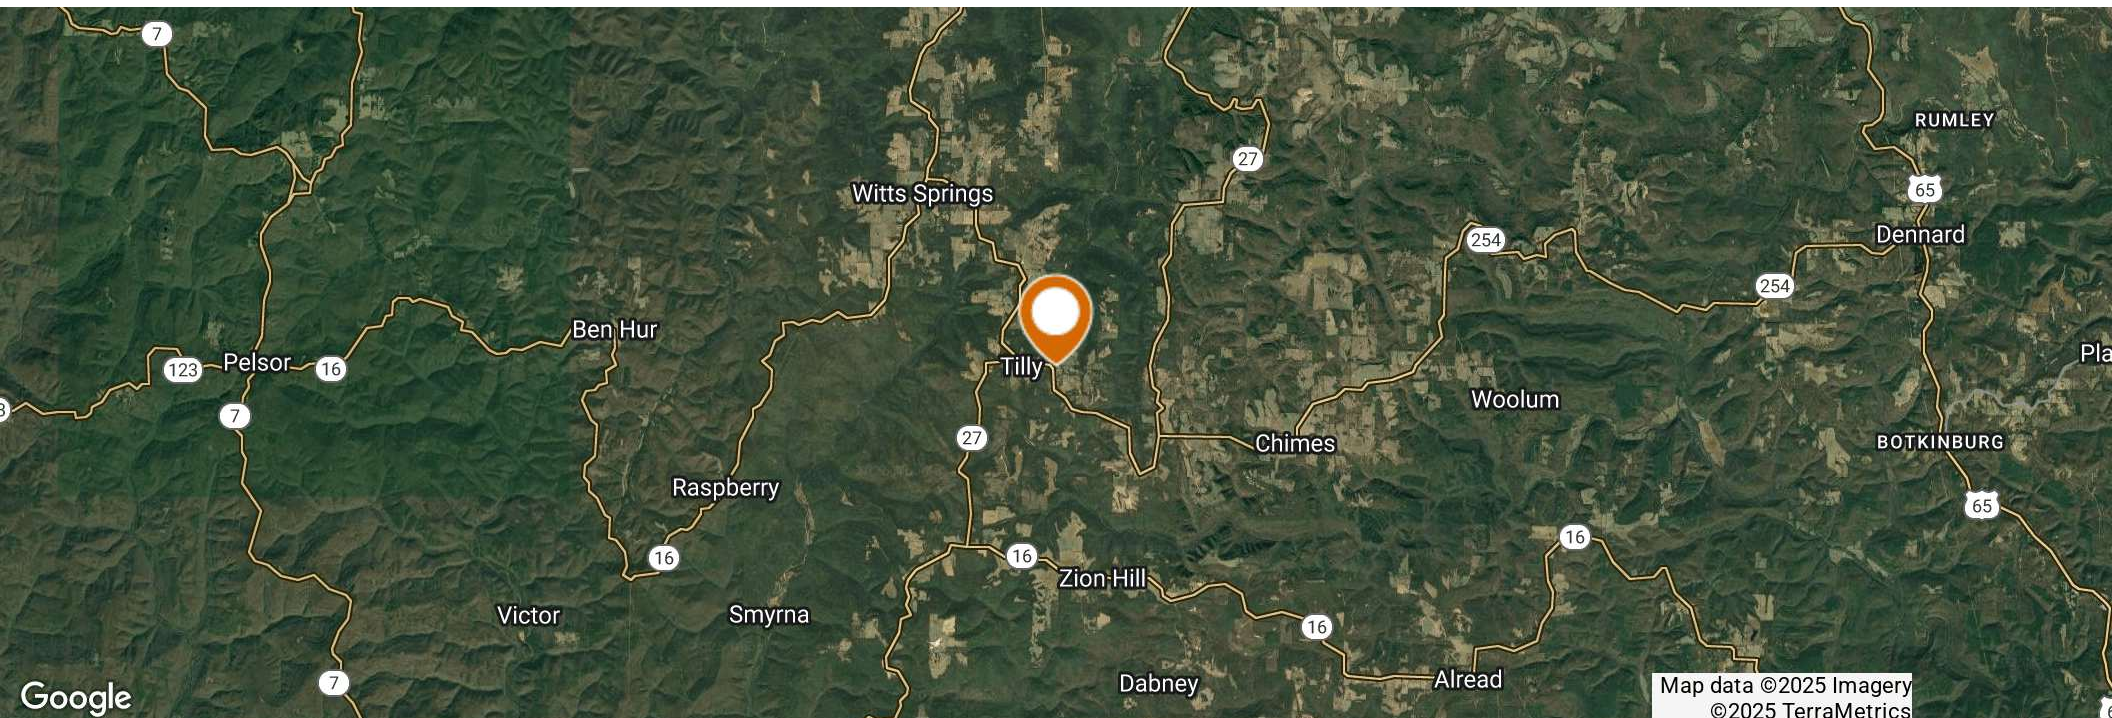 7
RUMLEY
27
65
Witts Springs
Dennard
254
254
Ben Hur
Pla
Pelsor
Tilly
123
16
Woolum
7
27
Chimes
BOTKINBURG
Raspberry
65
16
16
16
Zion Hill
Victor
Smyrna
16
Alread
Dabney
7
Google
Map data ©2025 Imagery
©2025 TerraMetrics